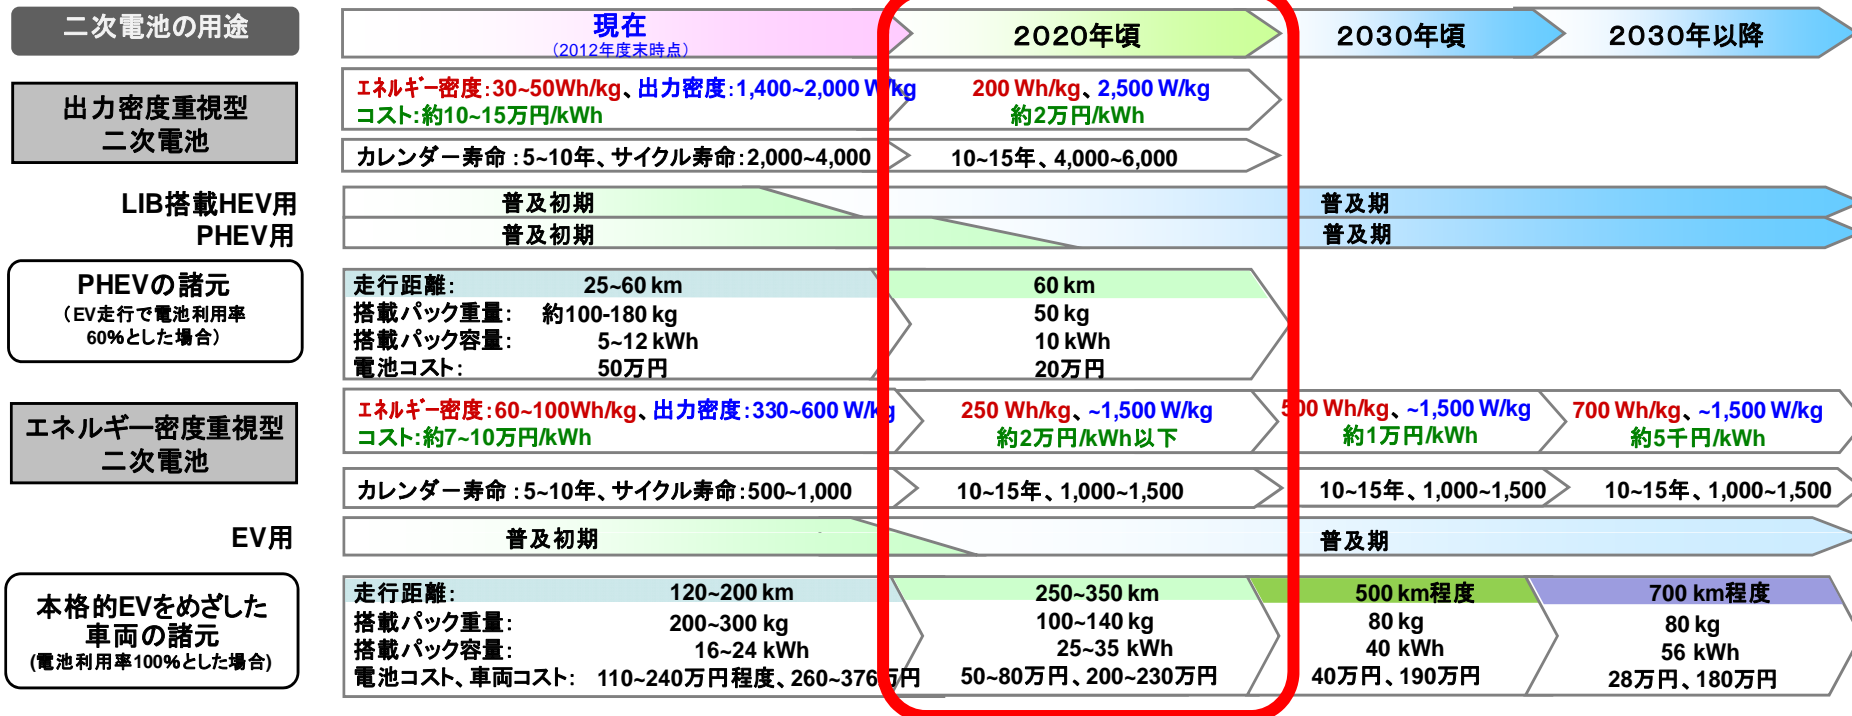 二次電池の用途
現在
（2012年度末時点）
2020年頃
2030年頃
2030年以降
出力密度重視型
二次電池
エネルギー密度:30~50Wh/kg、出力密度:1,400~2,000 W/kg
コスト:約10~15万円/kWh
200 Wh/kg、2,500 W/kg
約2万円/kWh
カレンダー寿命：5~10年、サイクル寿命:2,000~4,000
10~15年、4,000~6,000
LIB搭載HEV用
普及初期
普及期
PHEV用
普及初期
普及期
PHEVの諸元
（EV走行で電池利用率
60%とした場合）
走行距離: 25~60 km
搭載パック重量: 約100-180 kg
搭載パック容量: 5~12 kWh
電池コスト: 50万円
60 km
50 kg
10 kWh
20万円
エネルギー密度重視型
二次電池
エネルギー密度:60~100Wh/kg、出力密度:330~600 W/kg
コスト:約7~10万円/kWh
250 Wh/kg、~1,500 W/kg
約2万円/kWh以下
500 Wh/kg、~1,500 W/kg
約1万円/kWh
700 Wh/kg、~1,500 W/kg
約5千円/kWh
カレンダー寿命：5~10年、サイクル寿命:500~1,000
10~15年、1,000~1,500
10~15年、1,000~1,500
10~15年、1,000~1,500
EV用
普及初期
普及期
本格的EVをめざした
車両の諸元
(電池利用率100%とした場合)
走行距離: 120~200 km
搭載パック重量: 200~300 kg
搭載パック容量: 16~24 kWh
電池コスト、車両コスト: 110~240万円程度、260~376万円
250~350 km
100~140 kg
25~35 kWh
50~80万円、200~230万円
500 km程度
80 kg
40 kWh
40万円、190万円
700 km程度
80 kg
56 kWh
28万円、180万円